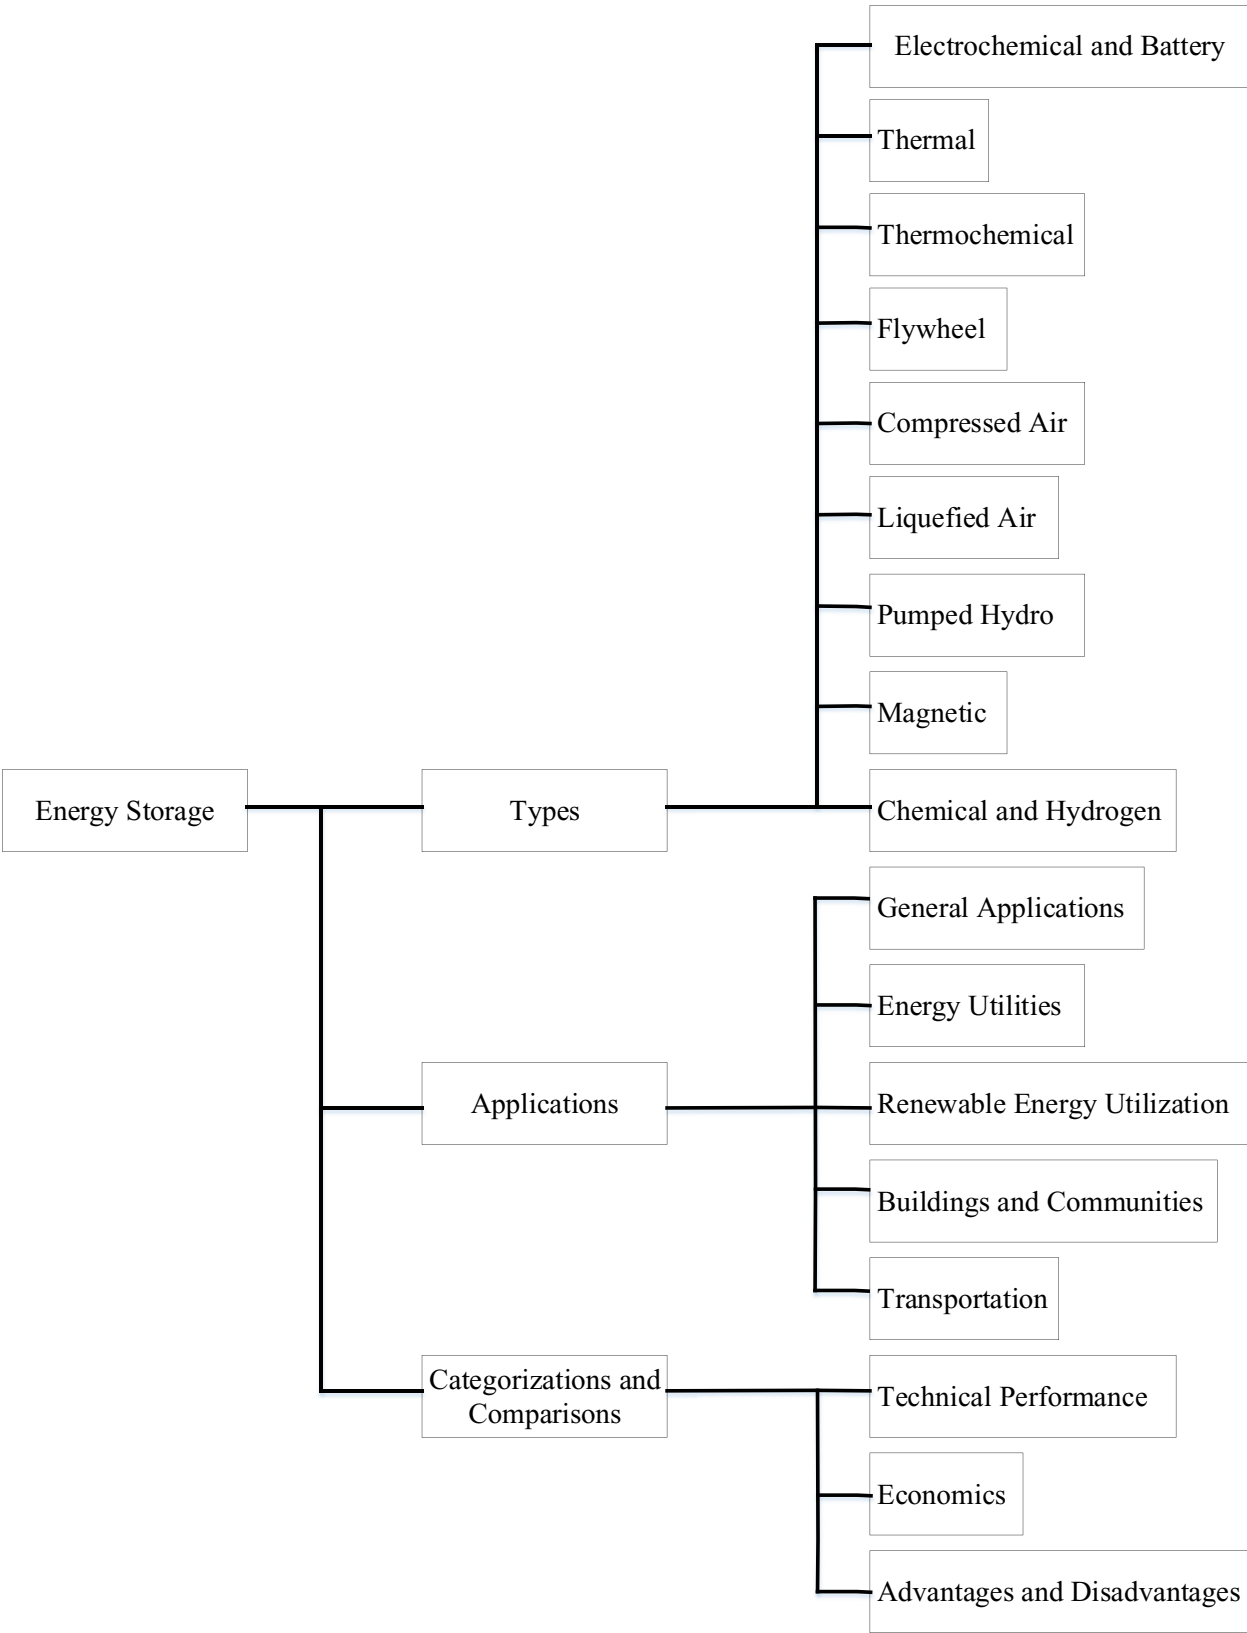 Electrochemical and Battery
Thermal
Thermochemical
Flywheel
Compressed Air
Liquefied Air
Pumped Hydro
Magnetic
Energy Storage
Types
Chemical and Hydrogen
General Applications
Energy Utilities
Applications
Renewable Energy Utilization
Buildings and Communities
Transportation
Categorizations and
Comparisons
Technical Performance
Economics
Advantages and Disadvantages